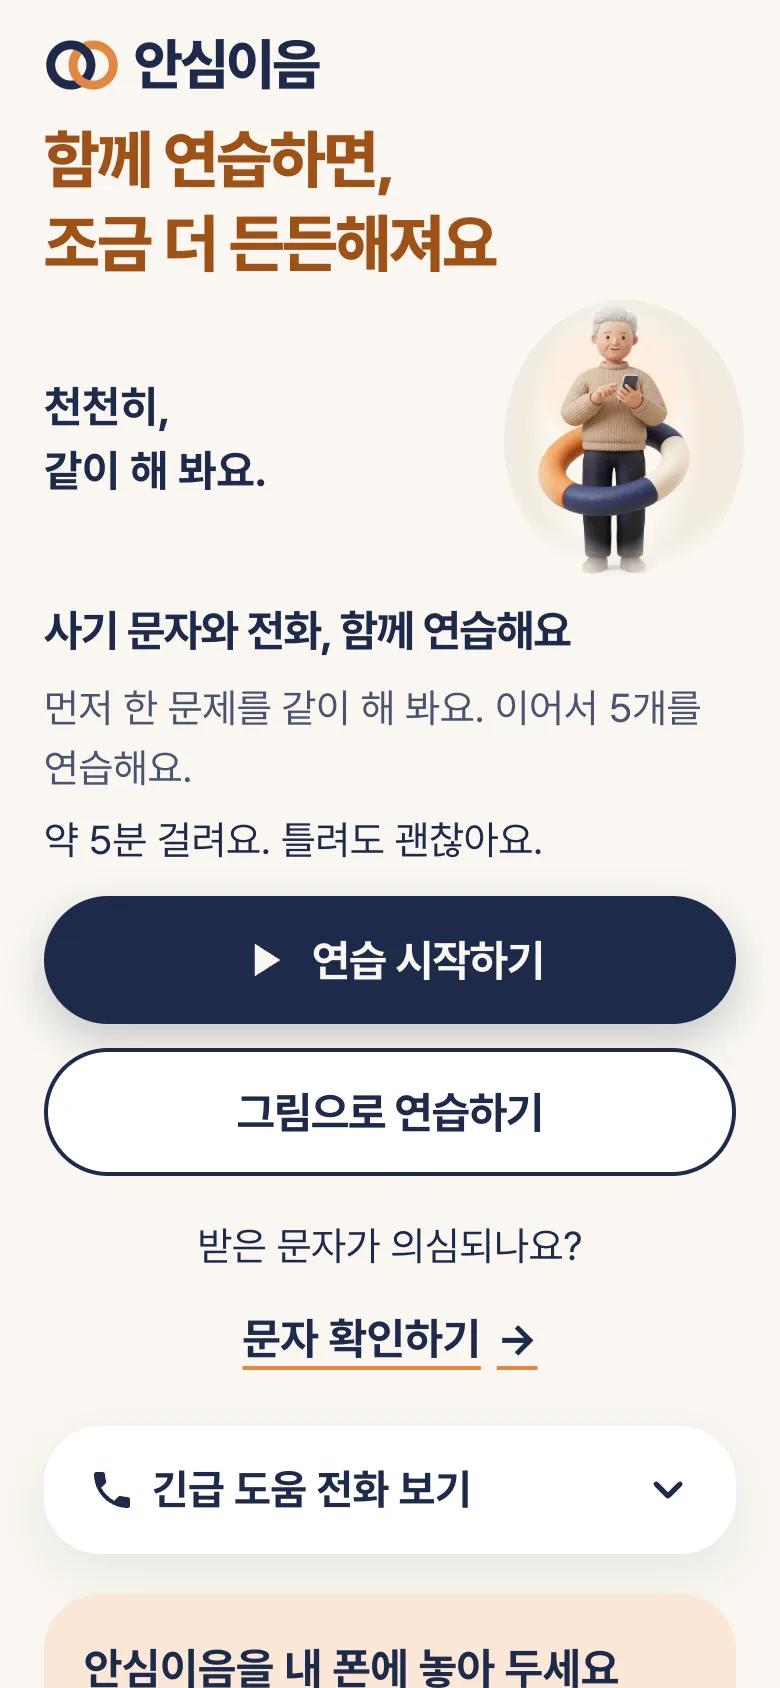 안심이음
함께 연습하면,
조금 더 든든해져요
천천히,
같이 해 봐요.
사기 문자와 전화, 함께 연습해요
먼저 한 문제를 같이 해 봐요. 이어서 5개를
연습해요.
약 5분 걸려요. 틀려도 괜찮아요.
연습 시작하기
그림으로 연습하기
받은 문자가 의심되나요?
문자 확인하기 →
긴급 도움 전화 보기
안심이음을 내 폰에 놓아 두세요